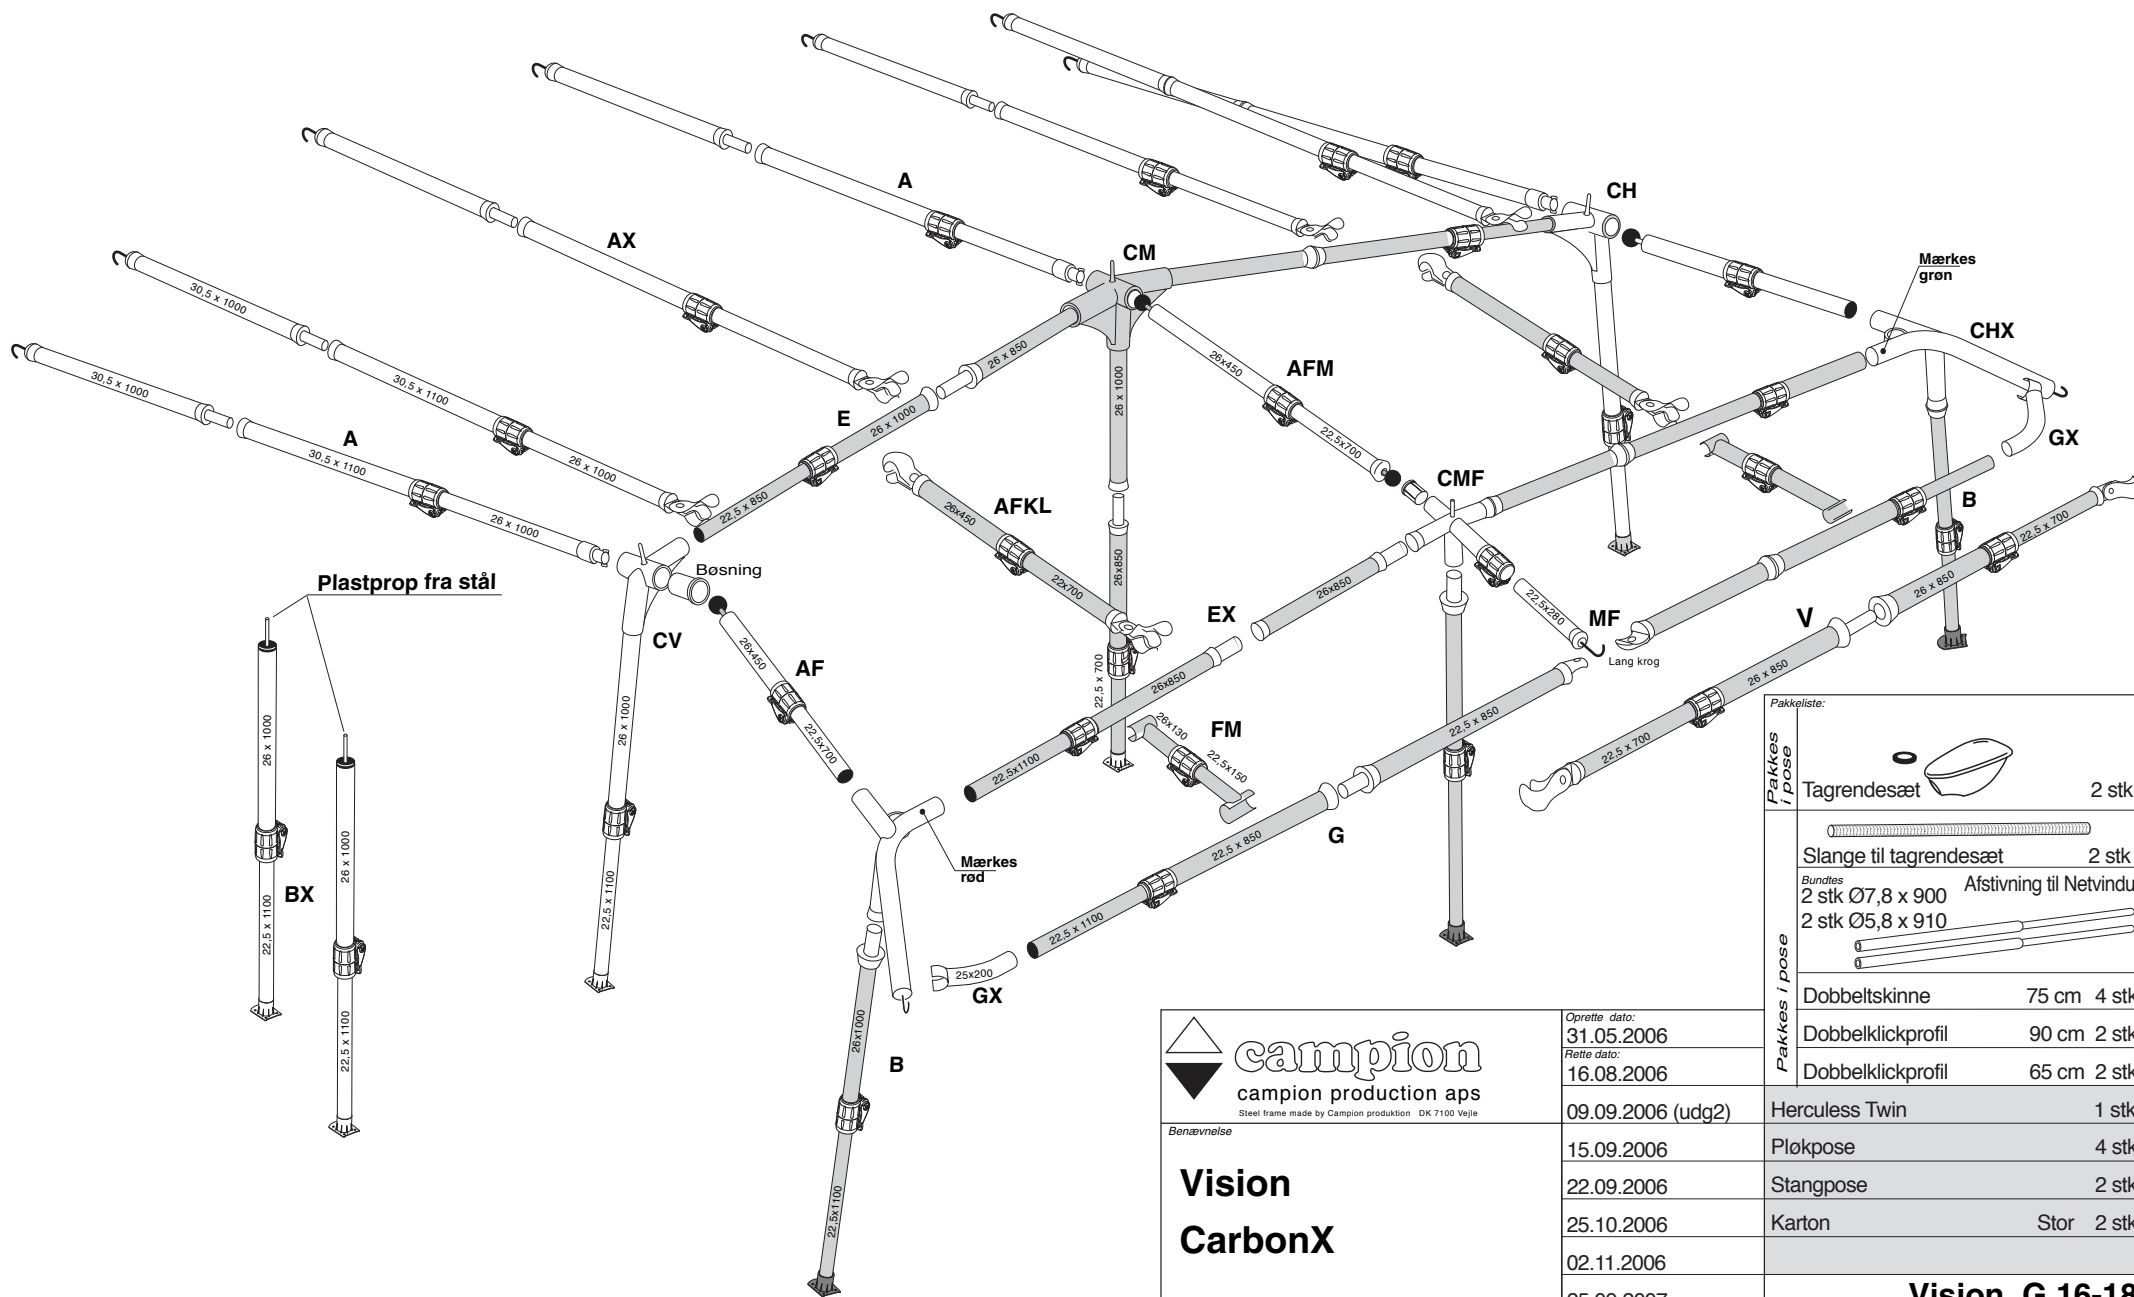 A
CH
Mærkes
grøn
AX
CM
CHX
30,5 x 1000
26 x 850
26x450
AFM
26 x 1000
GX
30,5 x 1000
30,5 x 1100
E
26 x 1000
22,5x700
A
30,5 x 1100
26 x 1000
CMF
B
22,5 x 850
AFKL
26x450
22,5 x 700
26 x 1000
26x850
Plastprop fra stål
Bøsning
22x700
26x850
22,5x280
26 x 850
EX
MF
V
CV
Lang krog
26x450
AF
22,5 x 700
26x850
26 x 850
26 x 1000
26 x 1000
22,5x700
26x130
FM
22,5 x 850
22,5x150
22,5 x 700
22,5x1100
26 x 1000
22,5 x 850
G
Mærkes
rød
BX
22,5 x 1100
22,5 x 1100
22,5 x 1100
25x200
GX
22,5 x 1100
26x1000
B
22,5x1100
Pakkeliste:
Pakkes
i pose
Tagrendesæt 2 stk
Slange til tagrendesæt 2 stk
Bundtes
2 stk Ø7,8 x 900 Afstivning til Netvindu
2 stk Ø5,8 x 910
Pakkes i pose
Dobbeltskinne 75 cm 4 stk
Dobbelklickprofil 90 cm 2 stk
Dobbelklickprofil 65 cm 2 stk
Herculess Twin 1 stk
Pløkpose 4 stk
Stangpose 2 stk
Karton Stor 2 stk
campion
campion production aps
Steel frame made by Campion produktion DK 7100 Vejle
Oprette dato:
31.05.2006
Rette dato:
16.08.2006
09.09.2006 (udg2)
15.09.2006
22.09.2006
25.10.2006
02.11.2006
Benævnelse
Vision
CarbonX
Vision G 16-18